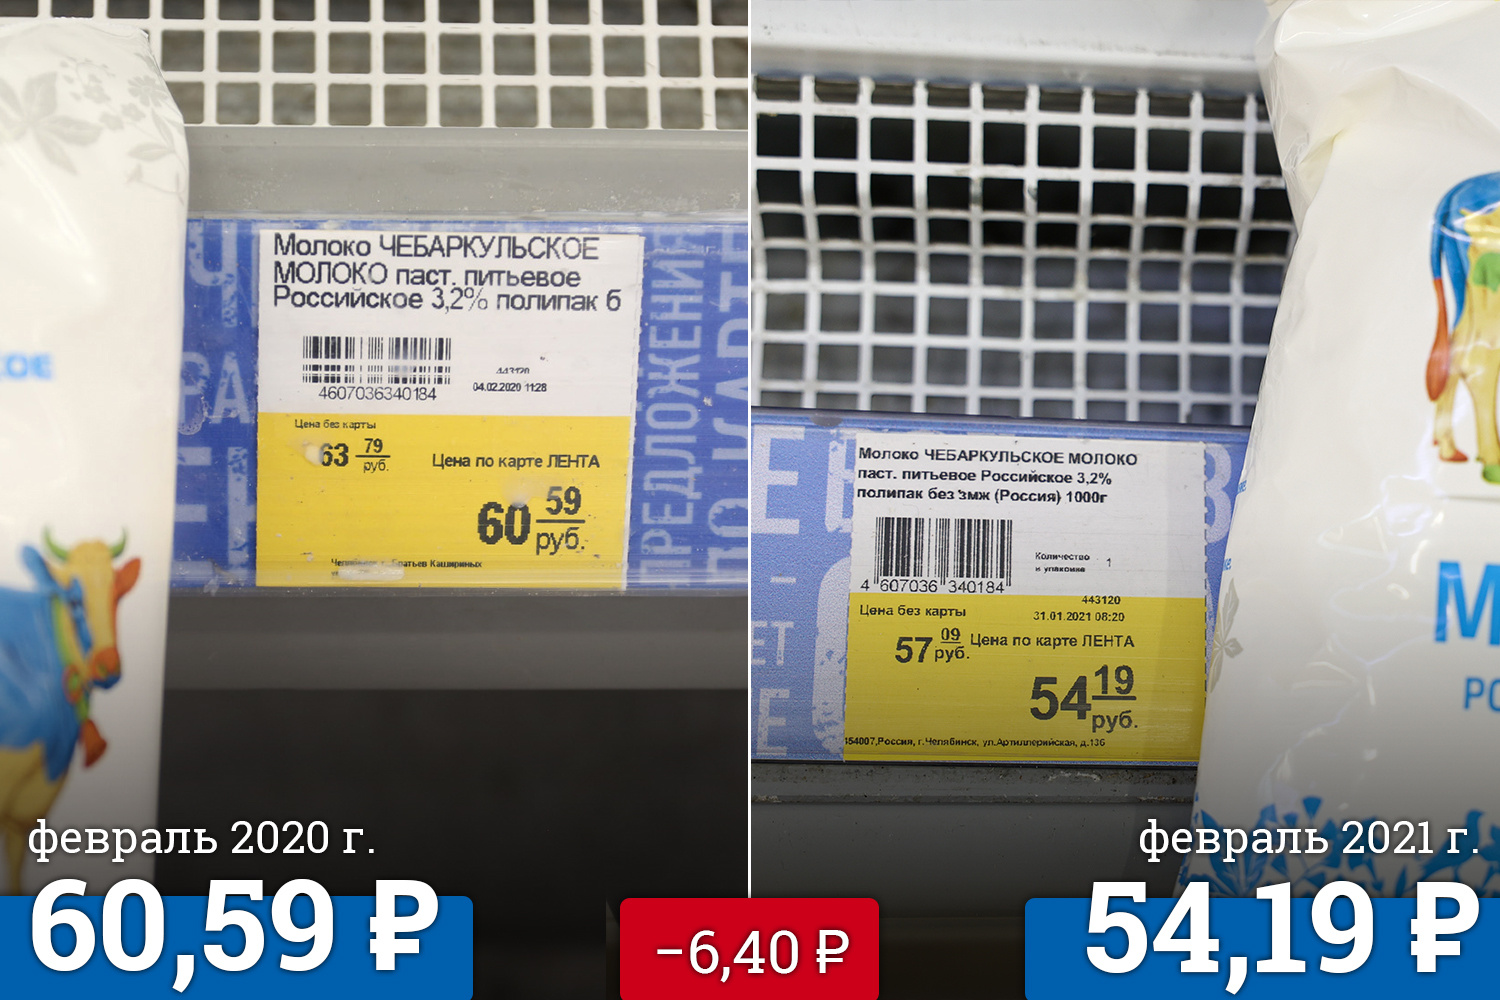 Молоко ЧЕБАРКУЛЬСКОЕ
МОЛОКО паст. питьевое
Российское 3,2% полипак б
443120
04.02.2020 11:28
4607036340184
Цена без карты
63 79 руб.
Цена по карте ЛЕНТА
60 59 руб.
Братьев Кашириных
ПРЕДЛОЖЕНИ
февраль 2020 г.
60,59 ₽
−6,40 ₽
Молоко ЧЕБАРКУЛЬСКОЕ МОЛОКО
паст. питьевое Российское 3,2%
полипак без змж (Россия) 1000г
Количество
в упаковке 1
4 607036 340184
443120
Цена без карты
31.01.2021 08:20
57 09 руб.
Цена по карте ЛЕНТА
54 19 руб.
454007,Россия, г.Челябинск, ул.Артиллерийская, д.136
февраль 2021 г.
54,19 ₽